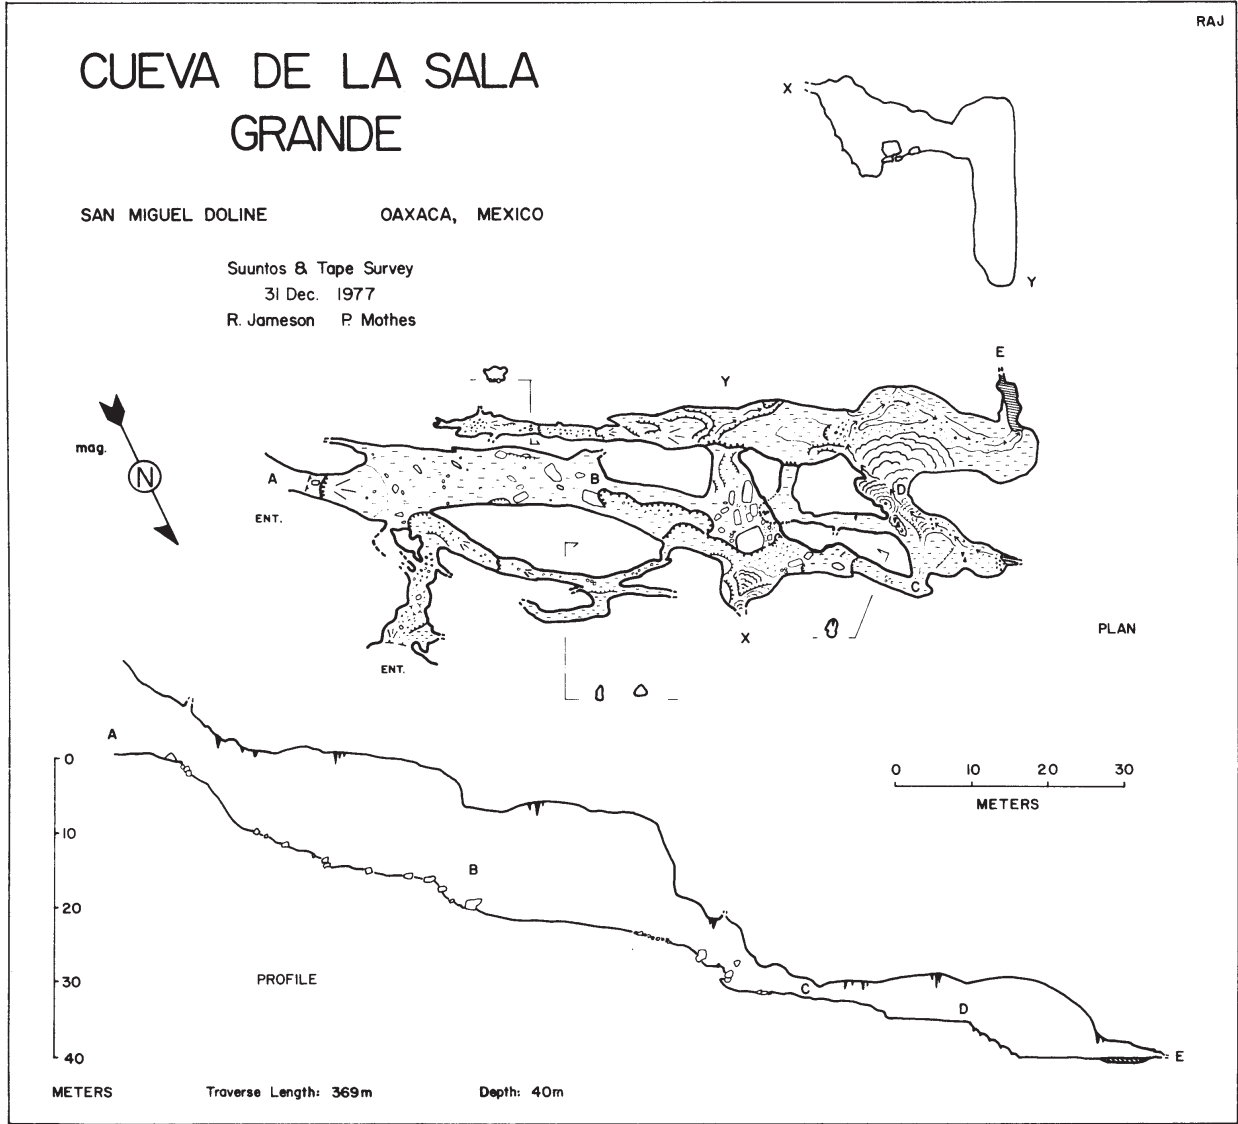 RAJ
CUEVA DE LA SALA
GRANDE
SAN MIGUEL DOLINE OAXACA, MEXICO
Suuntos & Tape Survey
31 Dec. 1977
R. Jameson P. Mothes
X
Y
E
Y
mag.
N
A
B
D
ENT.
C
X
PLAN
ENT.
A
0
0 10 20 30
METERS
10
B
20
PROFILE
30
C
D
40
E
METERS Traverse Length: 369m Depth: 40m